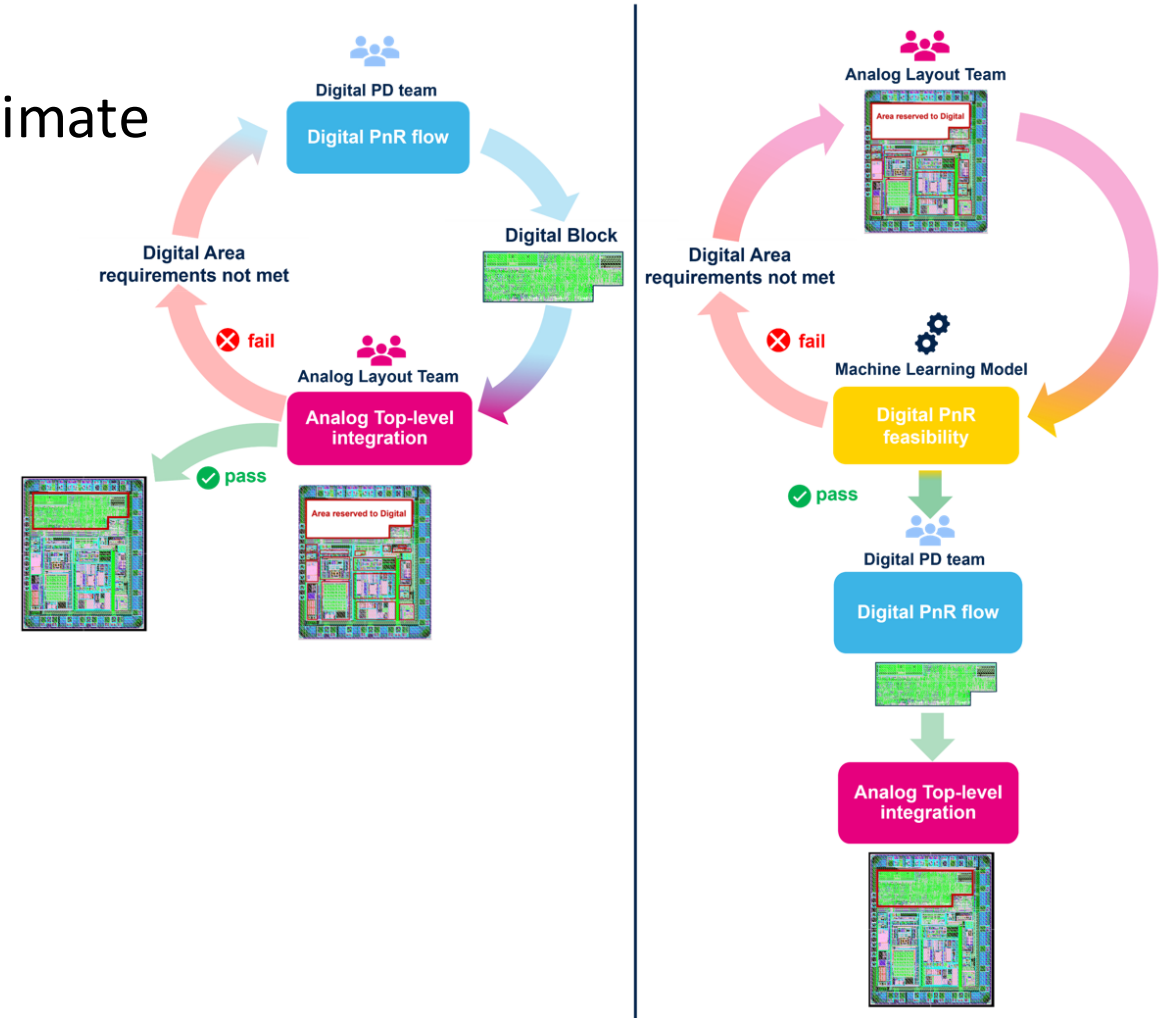 imate
Digital PD team
Digital PnR flow
Digital Block
Digital Area
requirements not met
fail
Analog Layout Team
Analog Top-level
integration
pass
Area reserved to Digital
Analog Layout Team
Area reserved to Digital
Digital Area
requirements not met
fail
Machine Learning Model
Digital PnR
feasibility
pass
Digital PD team
Digital PnR flow
Analog Top-level
integration